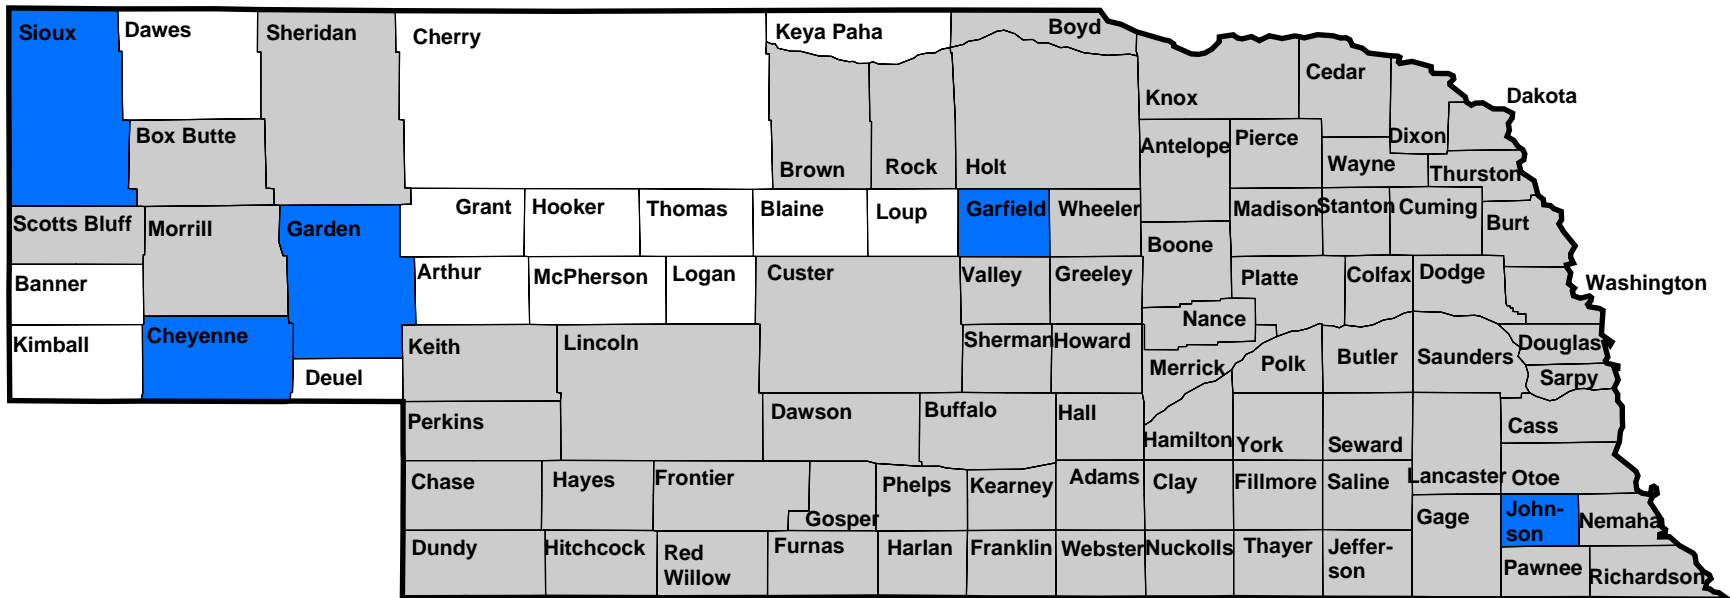 Sioux
Dawes
Sheridan
Cherry
Keya Paha
Boyd
Cedar
Knox
Dakota
Box Butte
Brown
Rock
Holt
Antelope
Pierce
Dixon
Wayne
Thurston
Scotts Bluff
Morrill
Garden
Grant
Hooker
Thomas
Blaine
Loup
Garfield
Wheeler
Boone
Madison
Stanton
Cuming
Burt
Banner
Arthur
McPherson
Logan
Custer
Valley
Greeley
Platte
Colfax
Dodge
Washington
Nance
Kimball
Cheyenne
Deuel
Keith
Lincoln
Sherman
Howard
Merrick
Polk
Butler
Saunders
Douglas
Sarpy
Perkins
Dawson
Buffalo
Hall
Hamilton
York
Seward
Cass
Chase
Hayes
Frontier
Gosper
Phelps
Kearney
Adams
Clay
Fillmore
Saline
Lancaster
Otoe
Gage
John-
son
Nemaha
Dundy
Hitchcock
Red
Willow
Furnas
Harlan
Franklin
Webster
Nuckolls
Thayer
Jeffer-
son
Pawnee
Richardson